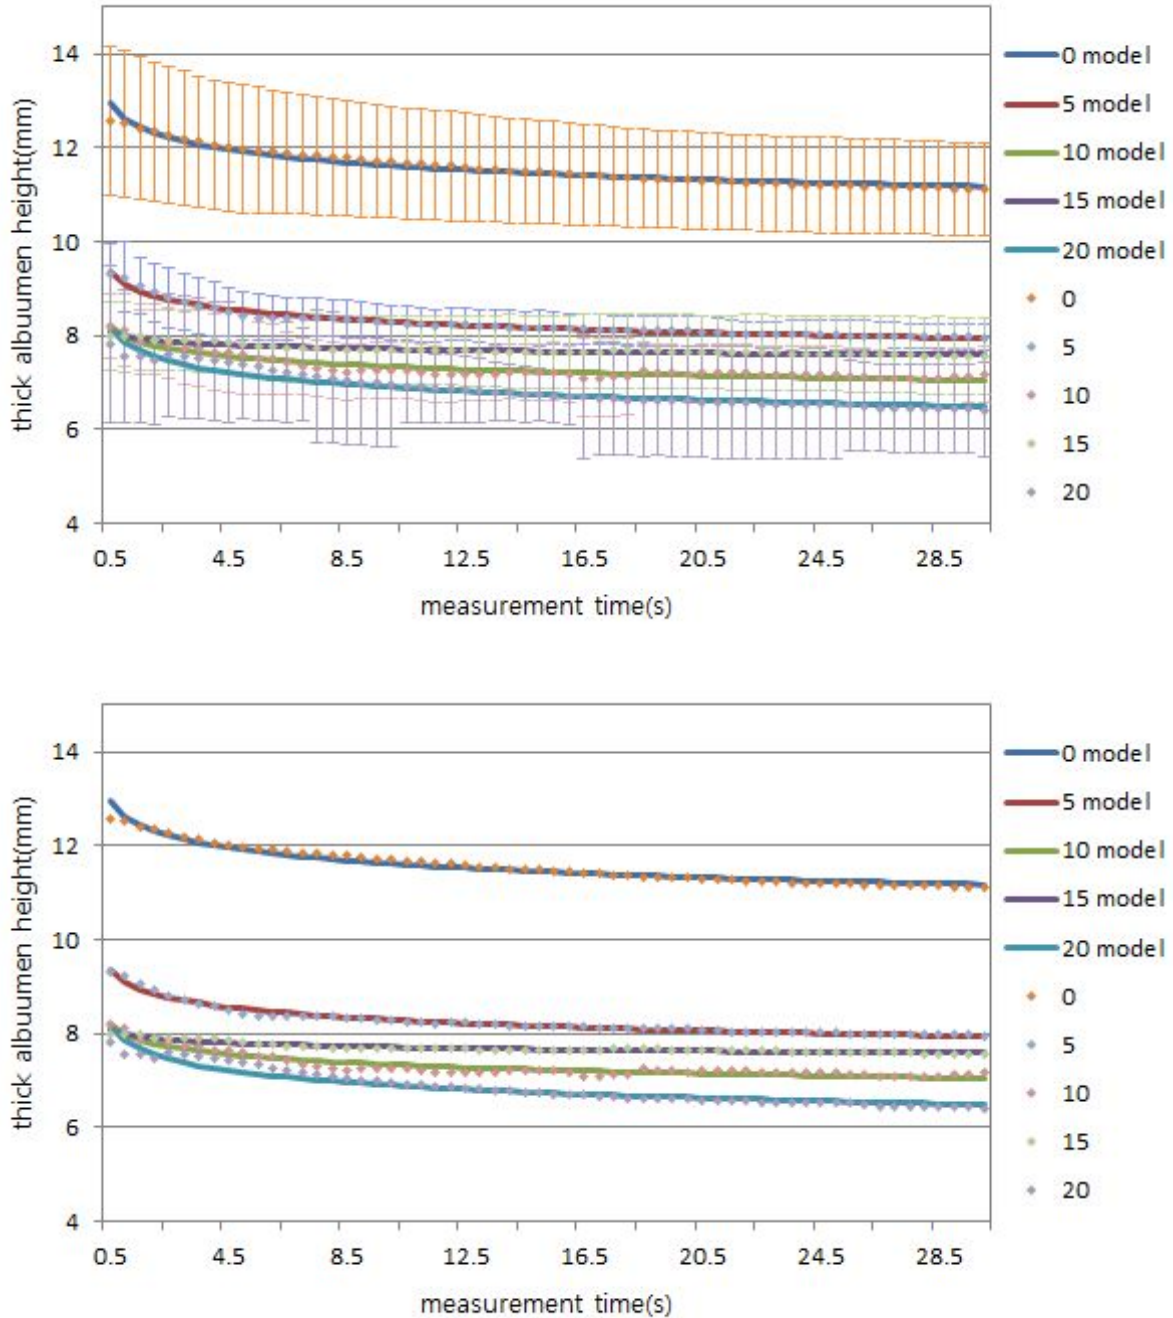 14
12
10
8
6
4
thick albuumen height(mm)
0.5 4.5 8.5 12.5 16.5 20.5 24.5 28.5
measurement time(s)
0 model
5 model
10 model
15 model
20 model
0
5
10
15
20
14
12
10
8
6
4
thick albuumen height(mm)
0.5 4.5 8.5 12.5 16.5 20.5 24.5 28.5
measurement time(s)
0 model
5 model
10 model
15 model
20 model
0
5
10
15
20